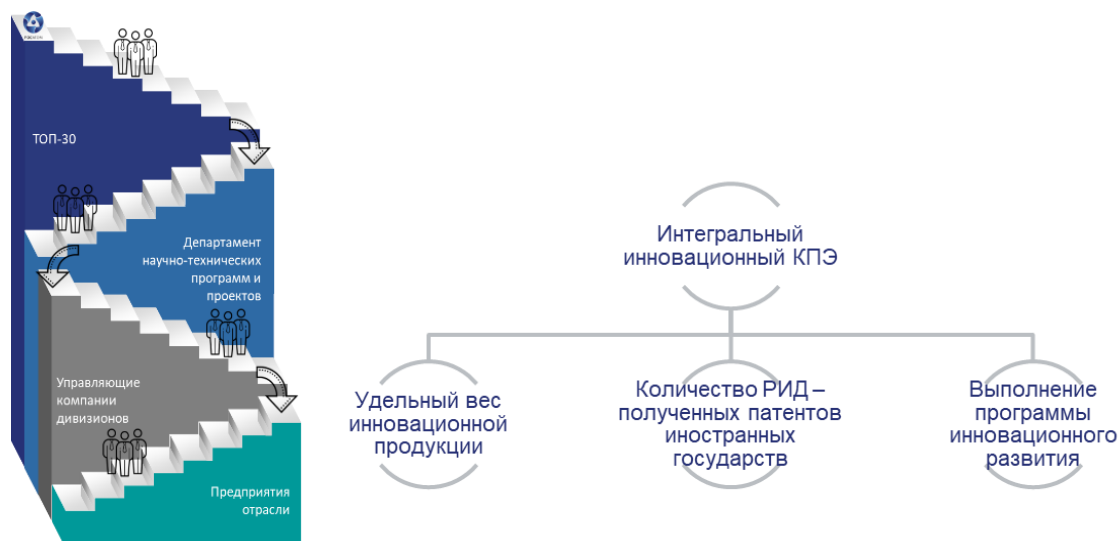 РОСАТОМ
ТОП-30
Департамент
научно-технических
программ и
проектов
Управляющие
компании
дивизионов
Предприятия
отрасли
Интегральный
инновационный КПЭ
Удельный вес
инновационной
продукции
Количество РИД –
полученных патентов
иностранных
государств
Выполнение
программы
инновационного
развития